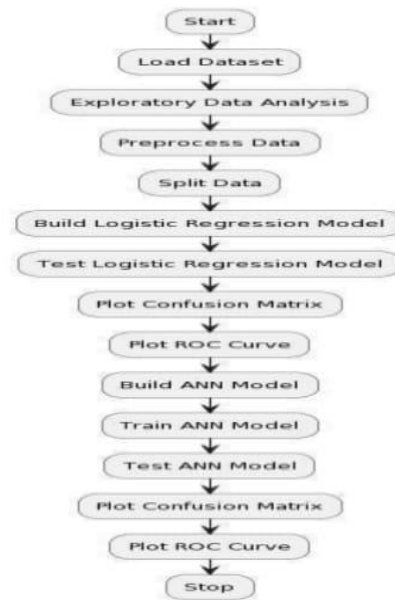 Start
Load Dataset
Exploratory Data Analysis
Preprocess Data
Split Data
Build Logistic Regression Model
Test Logistic Regression Model
Plot Confusion Matrix
Plot ROC Curve
Build ANN Model
Train ANN Model
Test ANN Model
Plot Confusion Matrix
Plot ROC Curve
Stop